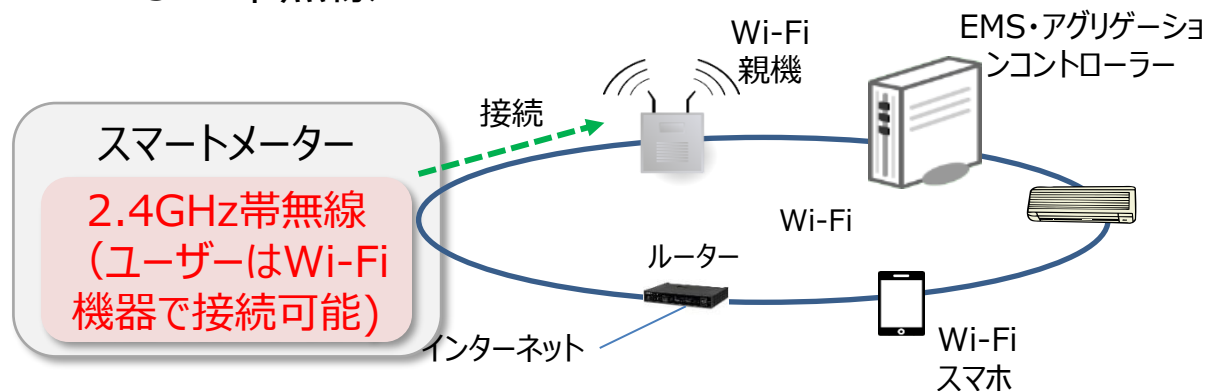 スマートメーター
2.4GHz帯無線
（ユーザーはWi-Fi
機器で接続可能)
接続
Wi-Fi
親機
EMS・アグリゲーショ
ンコントローラー
Wi-Fi
ルーター
インターネット
Wi-Fi
スマホ